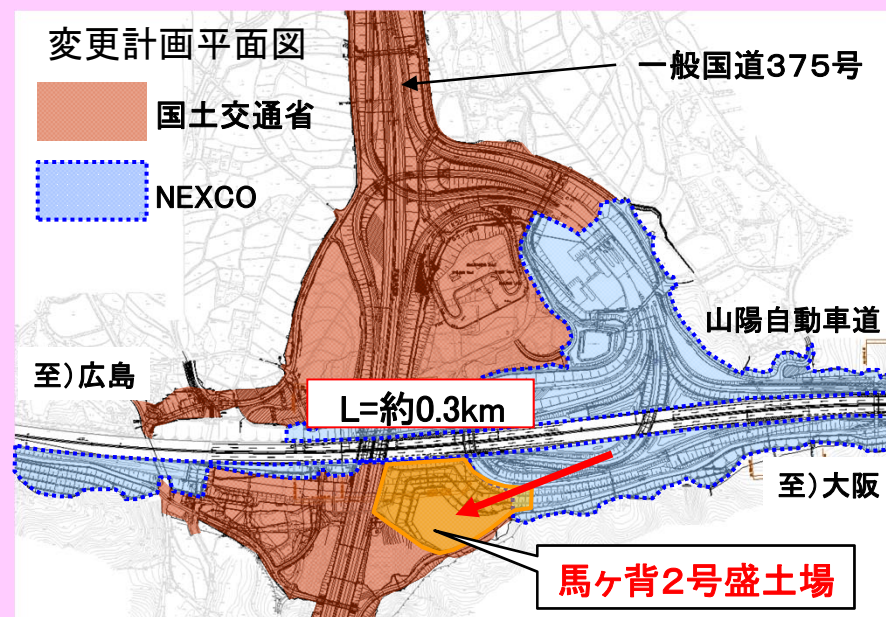 変更計画平面図
国土交通省
NEXCO
一般国道375号
山陽自動車道
至)広島
L=約0.3km
至)大阪
馬ヶ背2号盛土場